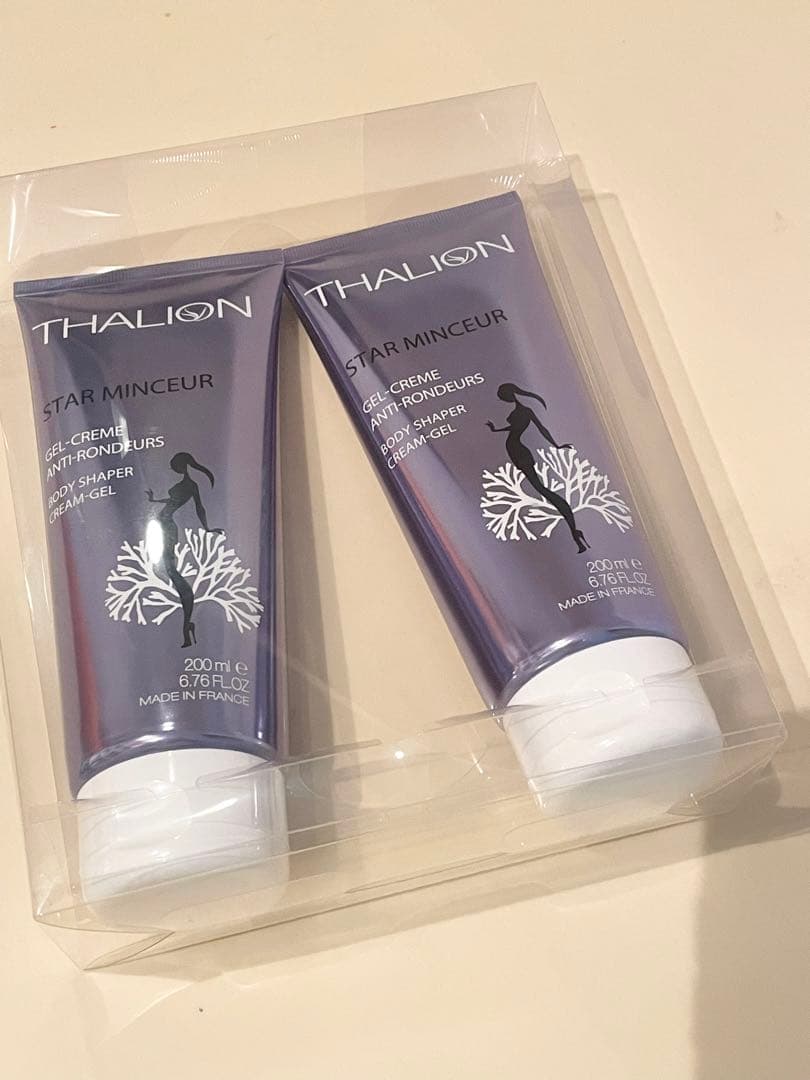 THALION
STAR MINCEUR
GEL-CREME
ANTI-RONDEURS
BODY SHAPER
CREAM-GEL
200 ml e
6.76 FL.OZ
MADE IN FRANCE
THALION
STAR MINCEUR
GEL-CREME
ANTI-RONDEURS
BODY SHAPER
CREAM-GEL
200 ml e
6.76 FL.OZ
MADE IN FRANCE